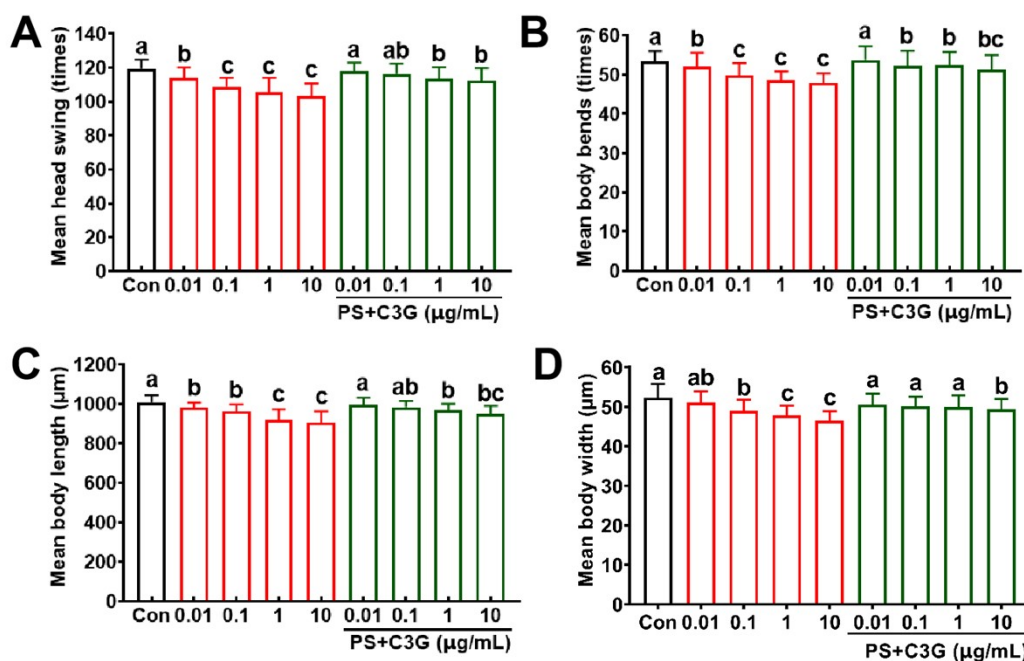 A
Mean head swing (times)
140
120
100
80
60
40
20
0
a b c c c a ab b b
Con 0.01 0.1 1 10 0.01 0.1 1 10
PS+C3G (μg/mL)
B
Mean body bends (times)
60
50
40
30
20
10
0
a b c c c a b b bc
Con 0.01 0.1 1 10 0.01 0.1 1 10
PS+C3G (μg/mL)
C
Mean body length (μm)
1200
1000
800
600
400
200
0
a b b c c a ab b bc
Con 0.01 0.1 1 10 0.01 0.1 1 10
PS+C3G (μg/mL)
D
Mean body width (μm)
60
50
40
30
20
10
0
a ab b c c a a a b
Con 0.01 0.1 1 10 0.01 0.1 1 10
PS+C3G (μg/mL)